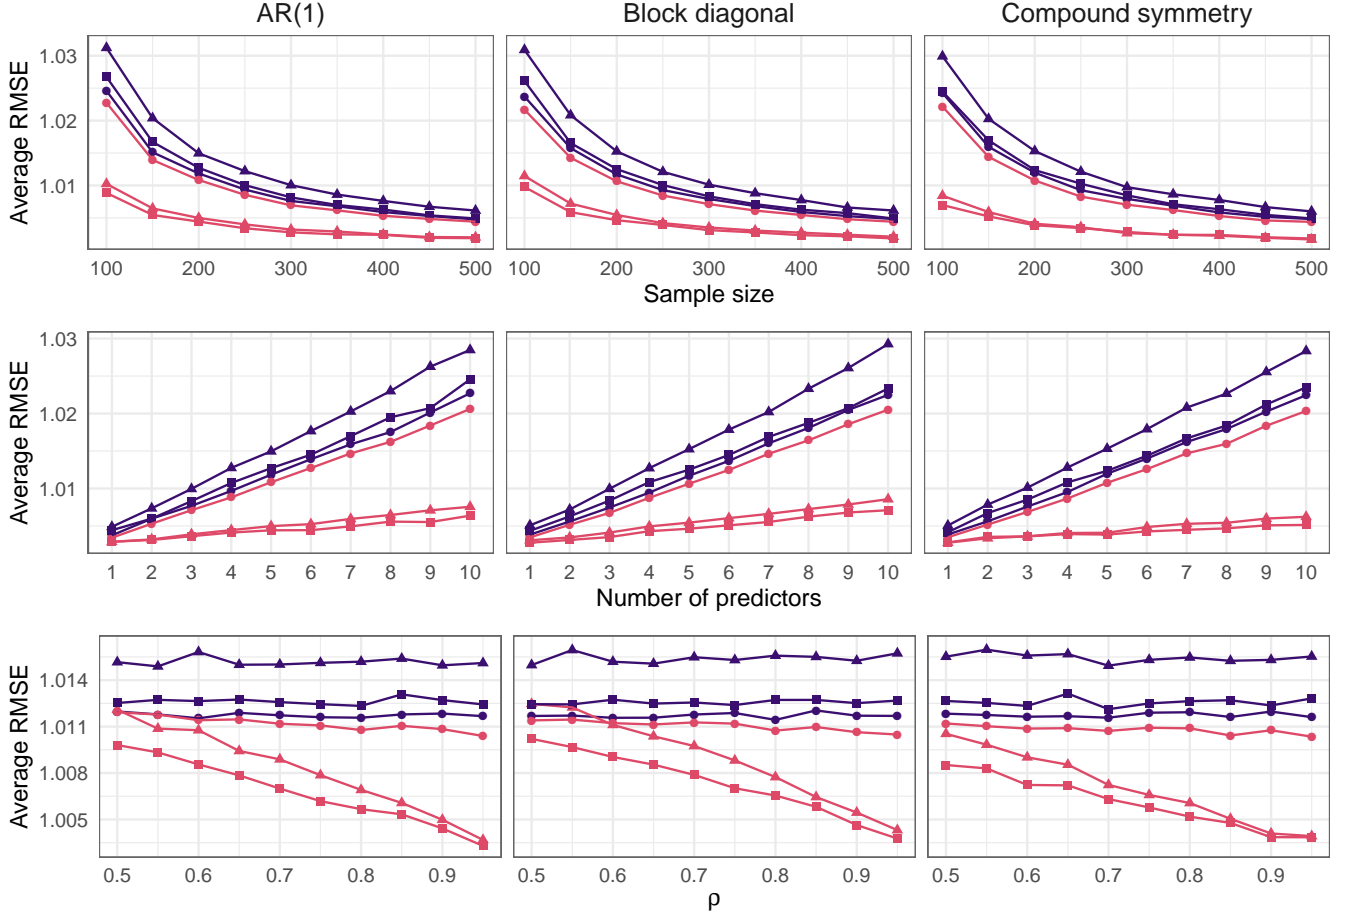 AR(1) Block diagonal Compound symmetry
Average RMSE
1.03
1.02
1.01
100 200 300 400 500 100 200 300 400 500 100 200 300 400 500
Sample size
Average RMSE
1.03
1.02
1.01
1 2 3 4 5 6 7 8 9 10 1 2 3 4 5 6 7 8 9 10 1 2 3 4 5 6 7 8 9 10
Number of predictors
Average RMSE
1.014
1.011
1.008
1.005
0.5 0.6 0.7 0.8 0.9 0.5 0.6 0.7 0.8 0.9 0.5 0.6 0.7 0.8 0.9
ρ